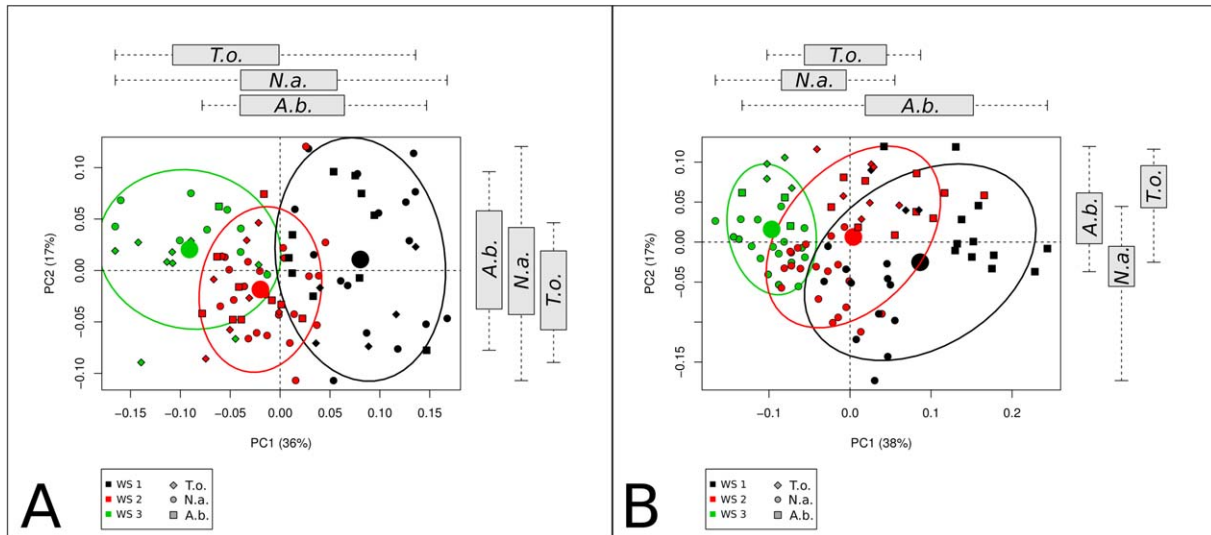 T.o.
N.a.
A.b.
PC2 (17%)
0.10
0.05
0.00
−0.05
−0.10
−0.15
−0.10
−0.05
0.00
0.05
0.10
0.15
PC1 (36%)
A.b.
N.a.
T.o.
A
WS 1
WS 2
WS 3
T.o.
N.a.
A.b.
T.o.
N.a.
A.b.
PC2 (17%)
0.10
0.05
0.00
−0.05
−0.15
−0.1
0.0
0.1
0.2
PC1 (38%)
A.b.
N.a.
T.o.
B
WS 1
WS 2
WS 3
T.o.
N.a.
A.b.